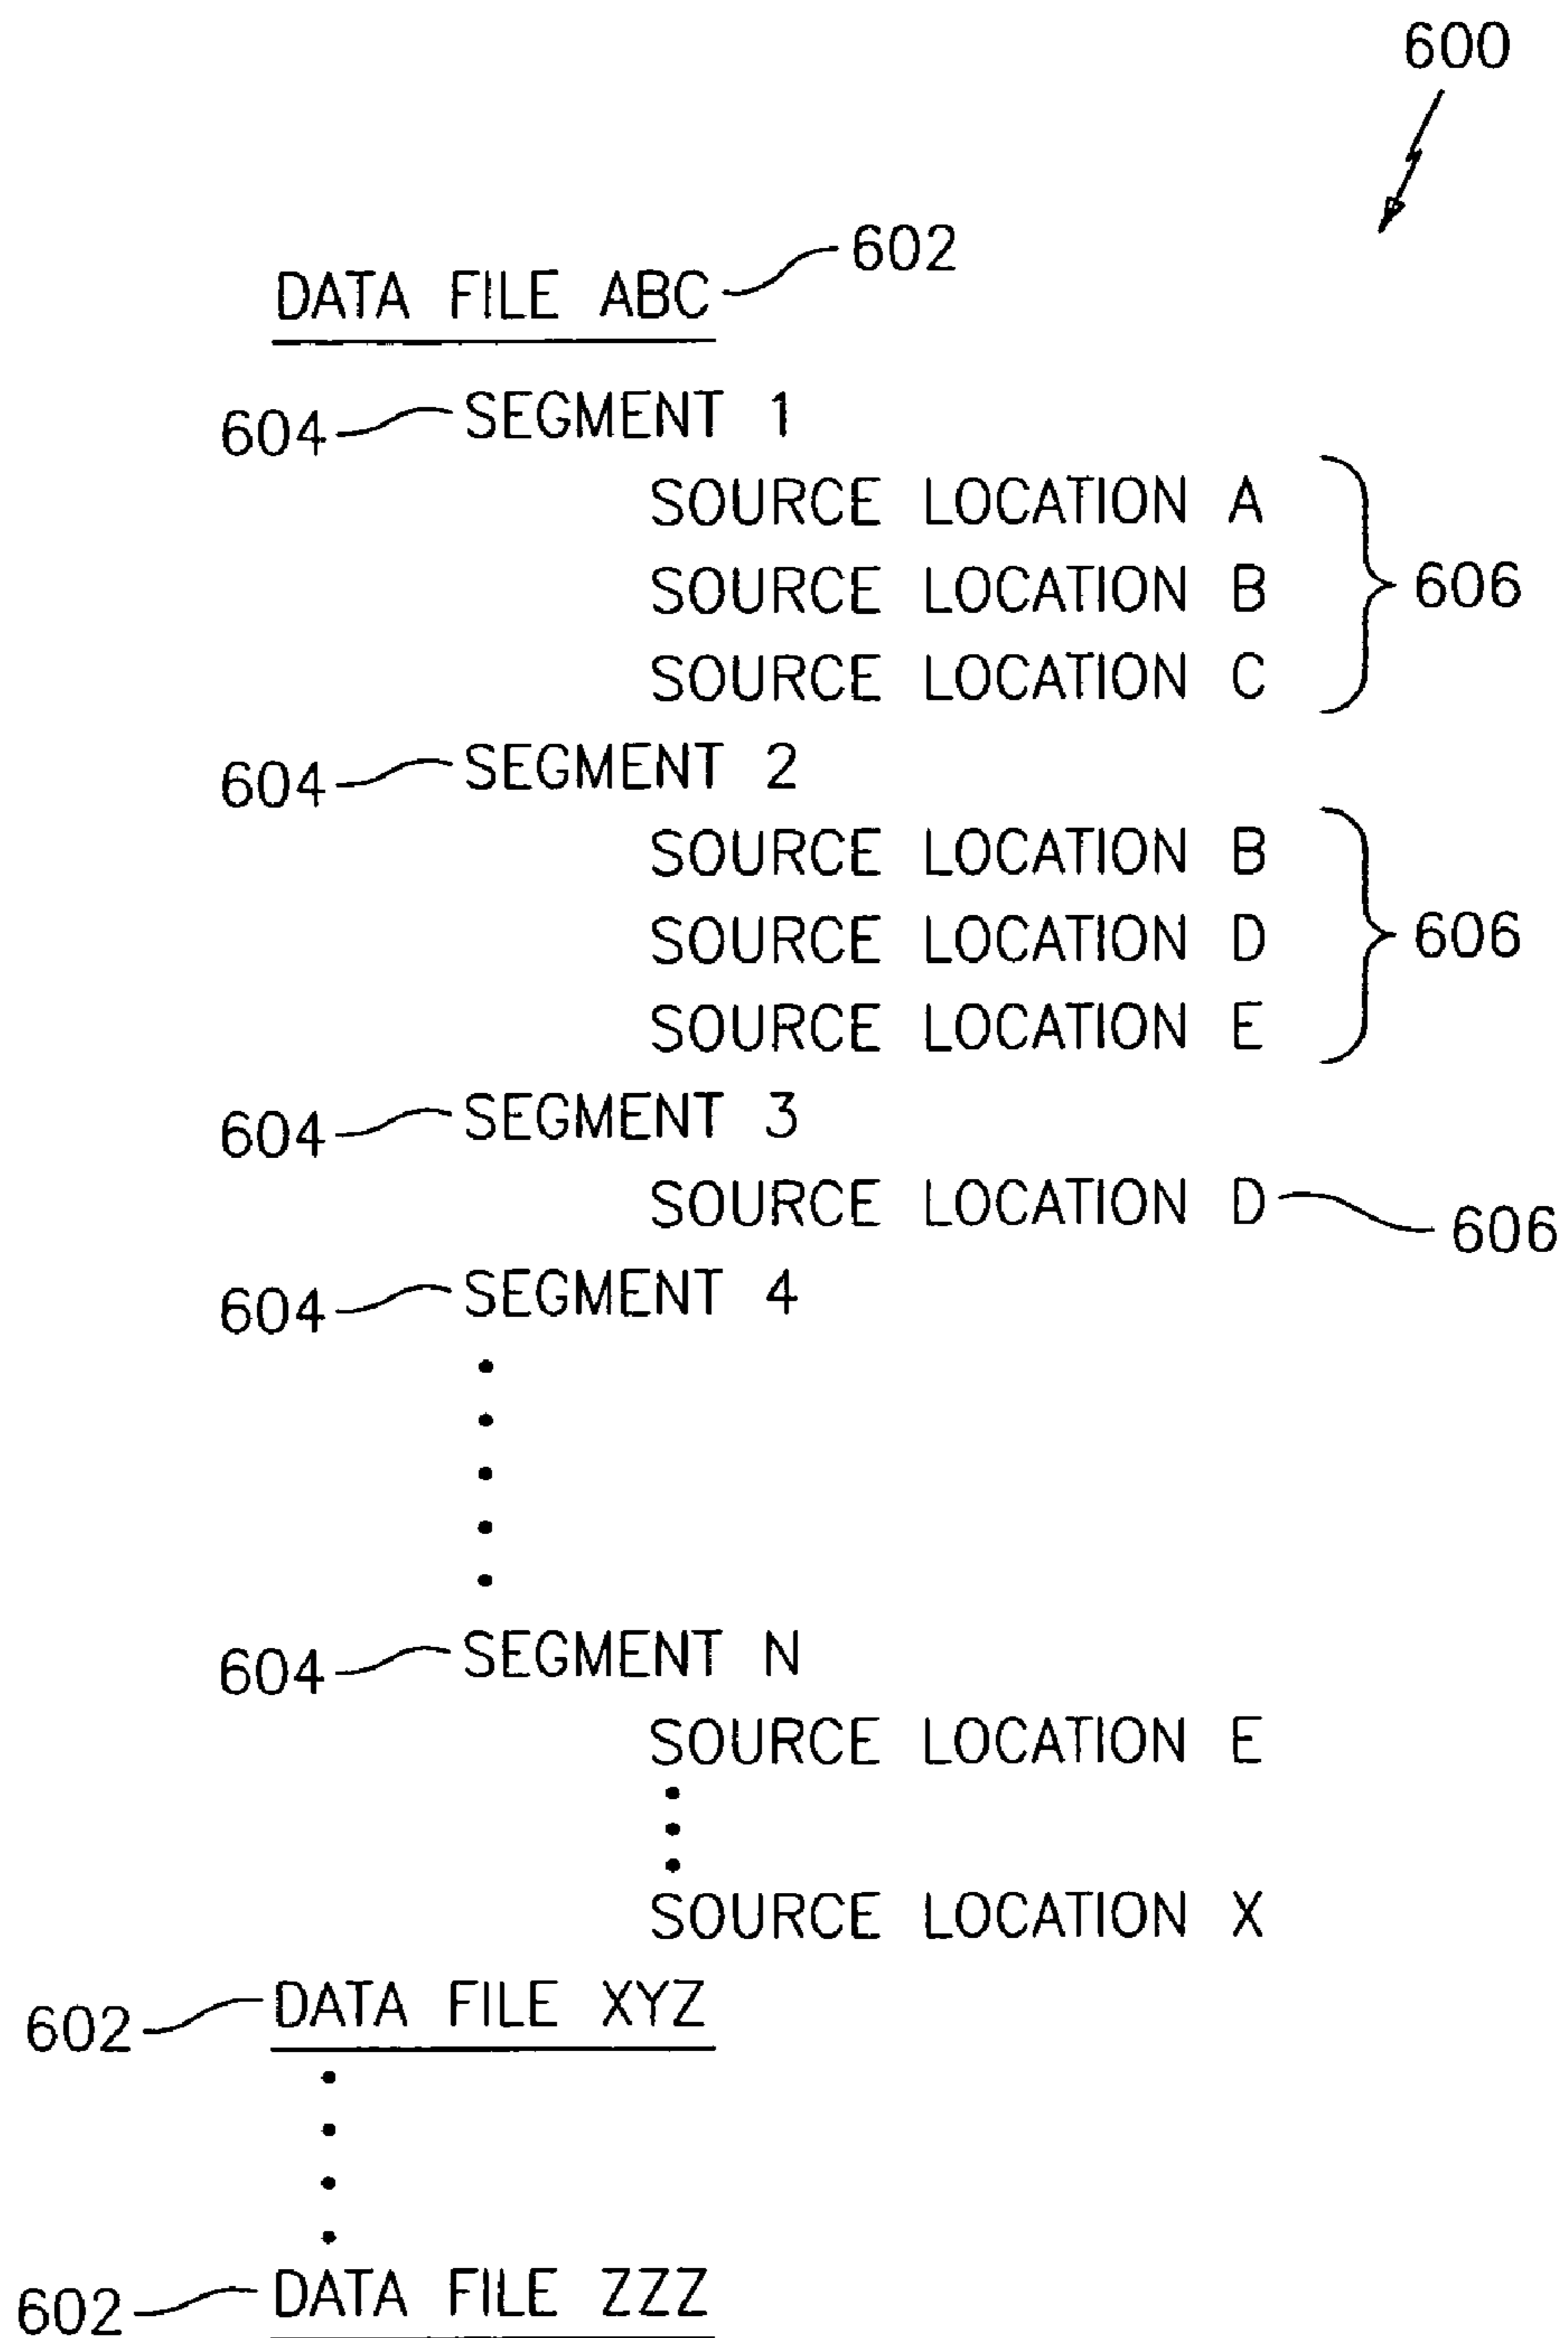 600
DATA FILE ABC 602
604 SEGMENT 1
SOURCE LOCATION A
SOURCE LOCATION B 606
SOURCE LOCATION C
604 SEGMENT 2
SOURCE LOCATION B
SOURCE LOCATION D 606
SOURCE LOCATION E
604 SEGMENT 3
SOURCE LOCATION D 606
604 SEGMENT 4
604 SEGMENT N
SOURCE LOCATION E
SOURCE LOCATION X
602 DATA FILE XYZ
602 DATA FILE ZZZ